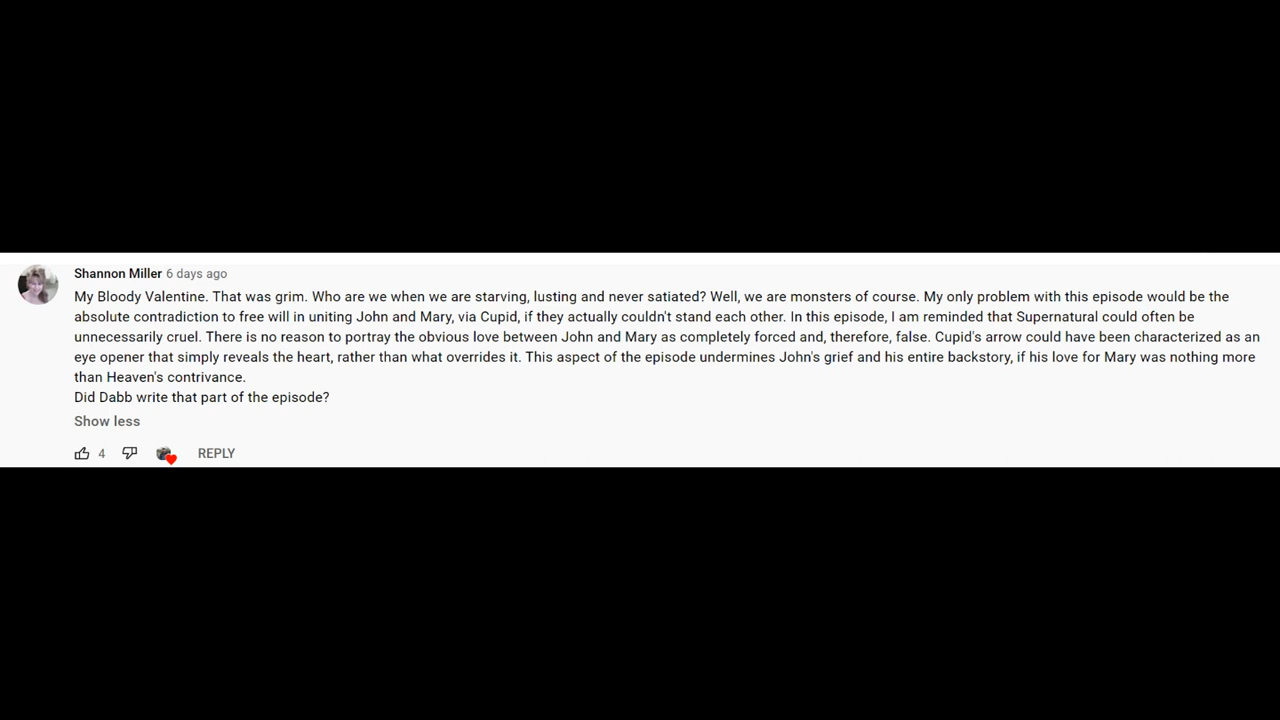 Shannon Miller 6 days ago
My Bloody Valentine. That was grim. Who are we when we are starving, lusting and never satiated? Well, we are monsters of course. My only problem with this episode would be the
absolute contradiction to free will in uniting John and Mary, via Cupid, if they actually couldn't stand each other. In this episode, I am reminded that Supernatural could often be
unnecessarily cruel. There is no reason to portray the obvious love between John and Mary as completely forced and, therefore, false. Cupid's arrow could have been characterized as an
eye opener that simply reveals the heart, rather than what overrides it. This aspect of the episode undermines John's grief and his entire backstory, if his love for Mary was nothing more
than Heaven's contrivance.
Did Dabb write that part of the episode?
Show less
4 REPLY